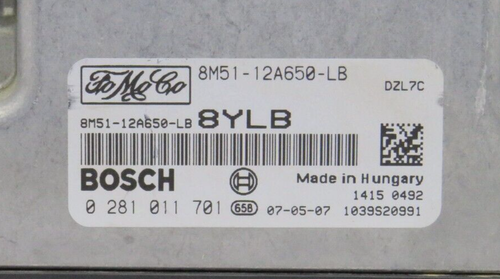 FoMoCo 8M51-12A650-LB
DZL7C
8M51-12A650-LB 8YLB
BOSCH
Made in Hungary
1415 0492
0 281 011 701 658 07-05-07 1039S20991